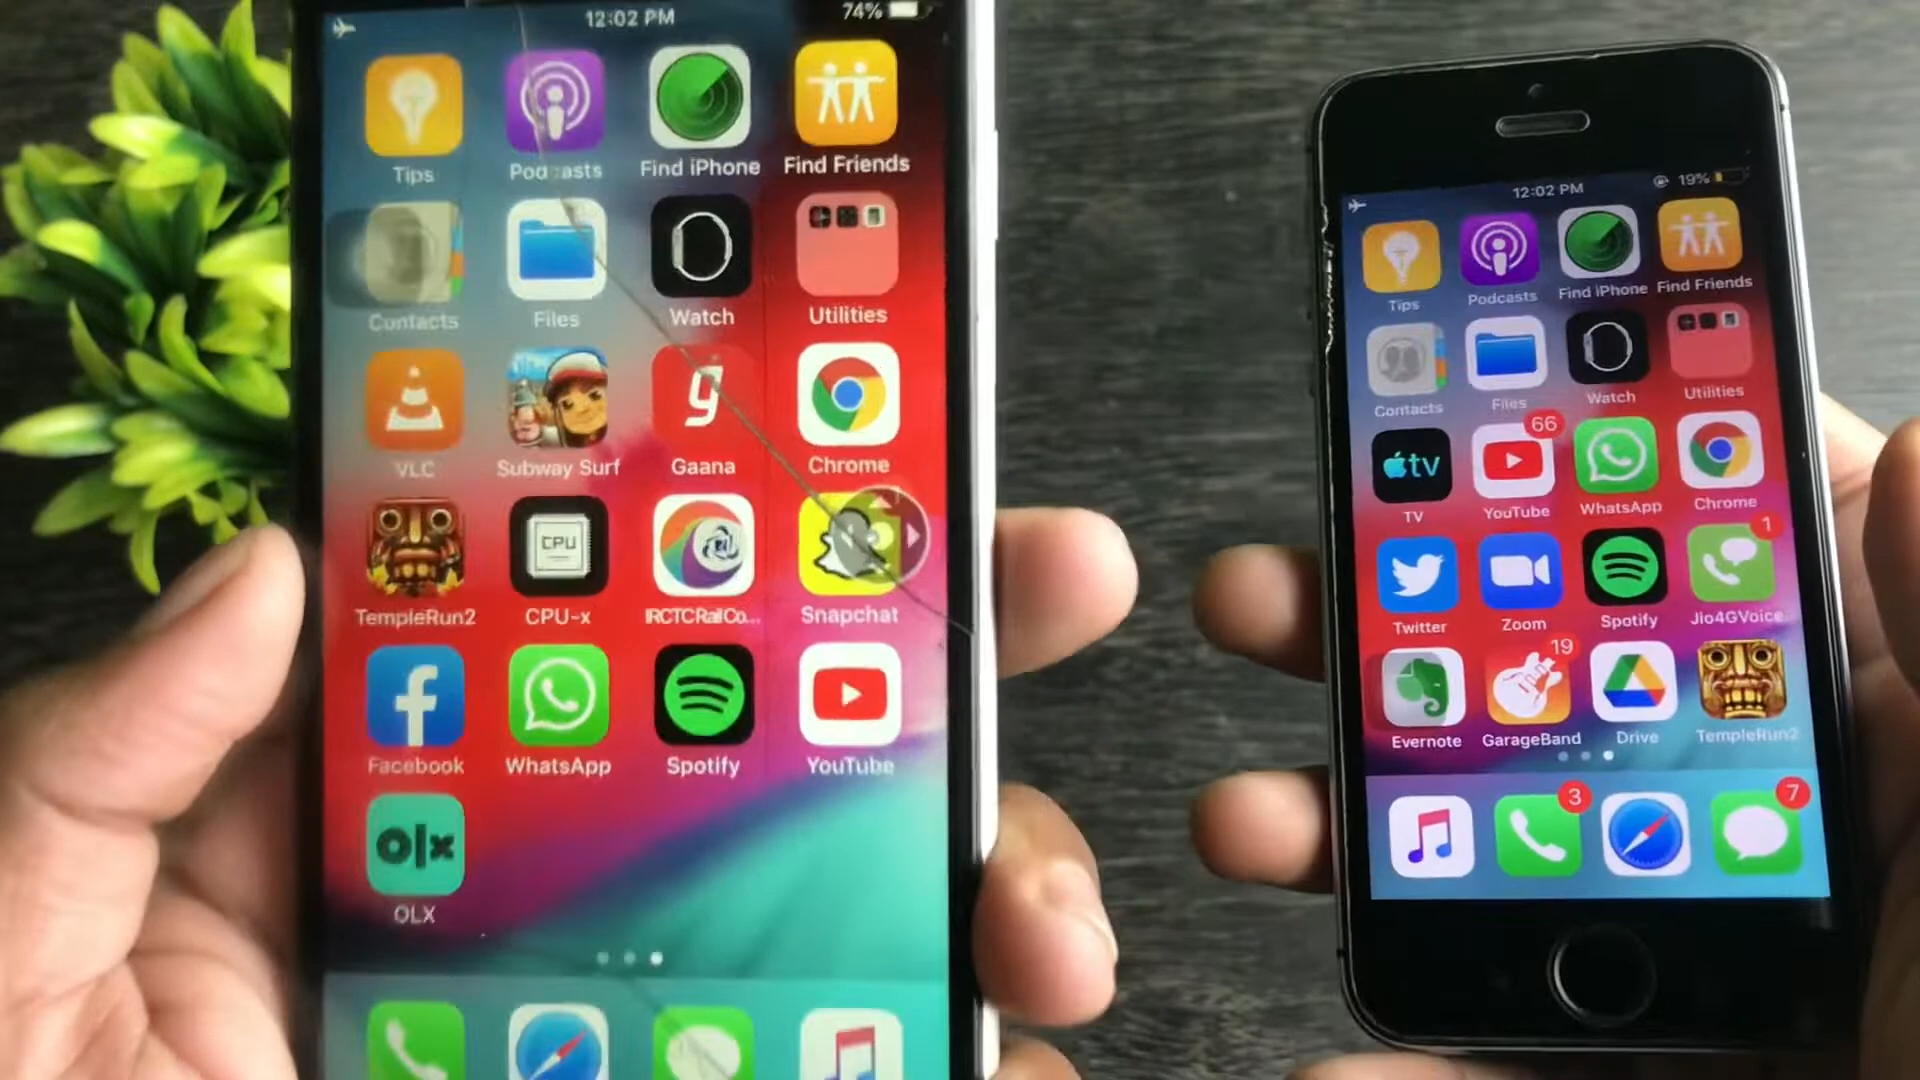 12:02 PM
74%
Tips
Podcasts
Find iPhone
Find Friends
Contacts
Files
Watch
Utilities
VLC
Subway Surf
g
Gaana
Chrome
TempleRun2
CPU
CPU-x
IRCTCRailCo...
Snapchat
f
Facebook
WhatsApp
Spotify
YouTube
olx
OLX
12:02 PM
19%
Tips
Podcasts
Find iPhone
Find Friends
Contacts
Files
Watch
Utilities
tv
TV
66
YouTube
WhatsApp
Chrome
Twitter
Zoom
Spotify
1
Jio4GVoice...
Evernote
19
GarageBand
Drive
TempleRun2
3
7